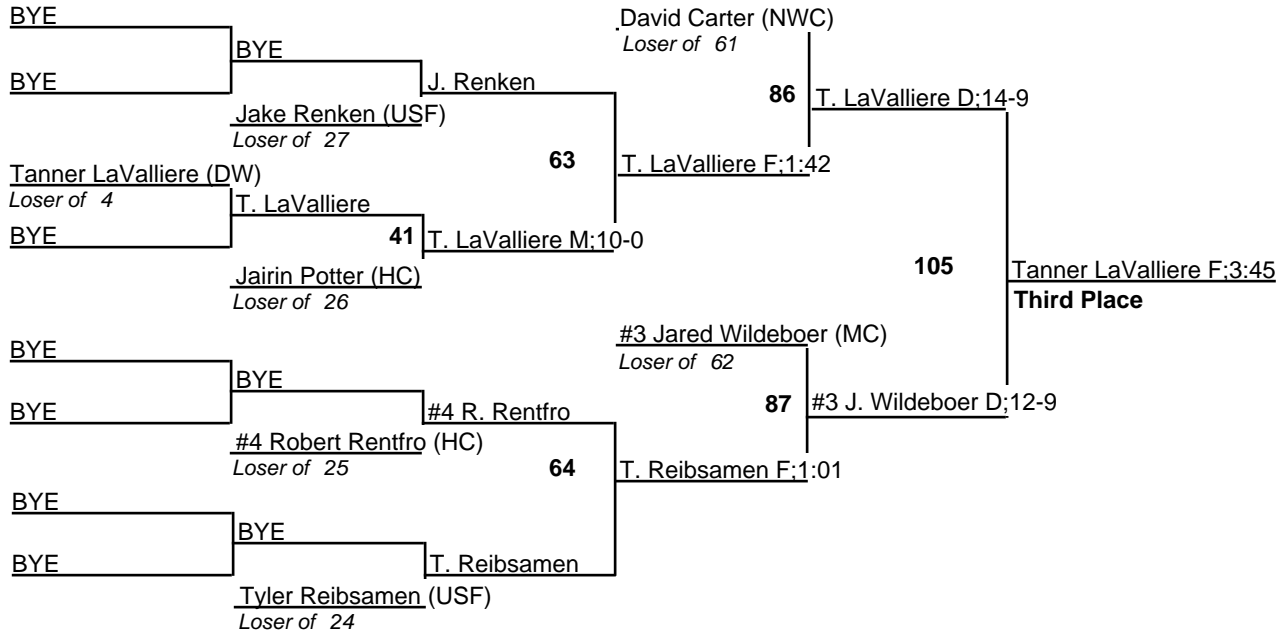 BYE
David Carter (NWC)
Loser of 61
BYE
BYE
J. Renken
86
T. LaValliere D;14-9
Jake Renken (USF)
Loser of 27
63
T. LaValliere F;1:42
Tanner LaValliere (DW)
Loser of 4
T. LaValliere
BYE
41
T. LaValliere M;10-0
105
Tanner LaValliere F;3:45
Third Place
Jairin Potter (HC)
Loser of 26
#3 Jared Wildeboer (MC)
Loser of 62
BYE
BYE
BYE
#4 R. Rentfro
87
#3 J. Wildeboer D;12-9
#4 Robert Rentfro (HC)
Loser of 25
64
T. Reibsamen F;1:01
BYE
BYE
BYE
T. Reibsamen
Tyler Reibsamen (USF)
Loser of 24